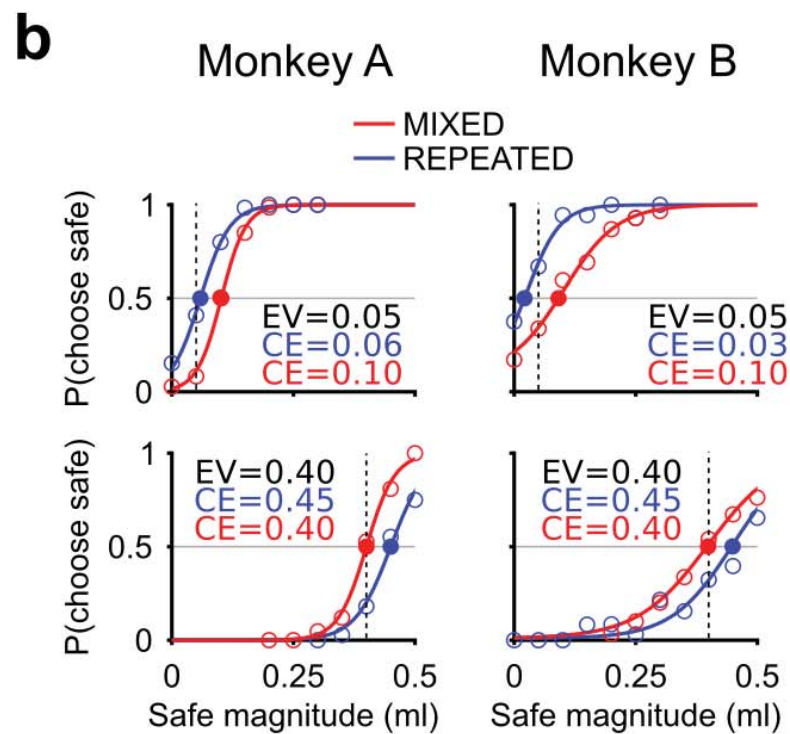 b
Monkey A
Monkey B
MIXED
REPEATED
P(choose safe)
1
0.5
0
EV=0.05
CE=0.06
CE=0.10
EV=0.05
CE=0.03
CE=0.10
P(choose safe)
1
0.5
0
EV=0.40
CE=0.45
CE=0.40
EV=0.40
CE=0.45
CE=0.40
0 0.25 0.5
0 0.25 0.5
Safe magnitude (ml)
Safe magnitude (ml)